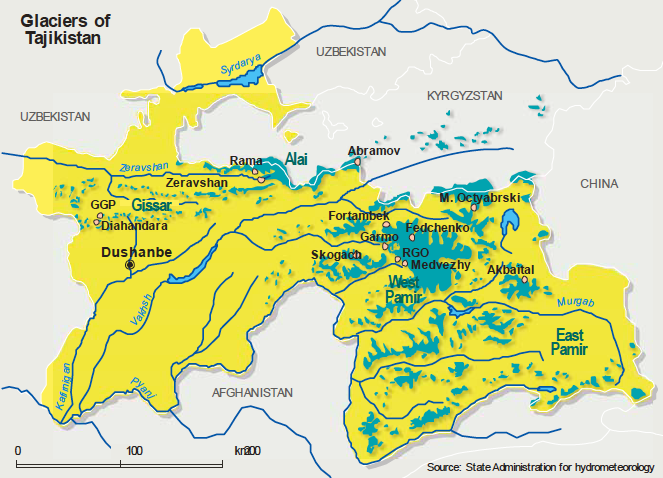 Glaciers of
Tajikistan
UZBEKISTAN
Syrdarya
KYRGYZSTAN
UZBEKISTAN
Abramov
Rama
Alai
Zeravshan
Zeravshan
CHINA
M. Octyabrski
GGP
Gissar
Diahandara
Fortambek
Fedchenko
Garmo
Dushanbe
Skogach
RGO
Medvezhy
Akbaital
West
Pamir
Murgab
Vakhsh
East
Pamir
Kafirnigan
Pyanj
AFGHANISTAN
0
100
km
200
Source: State Administration for hydrometeorology